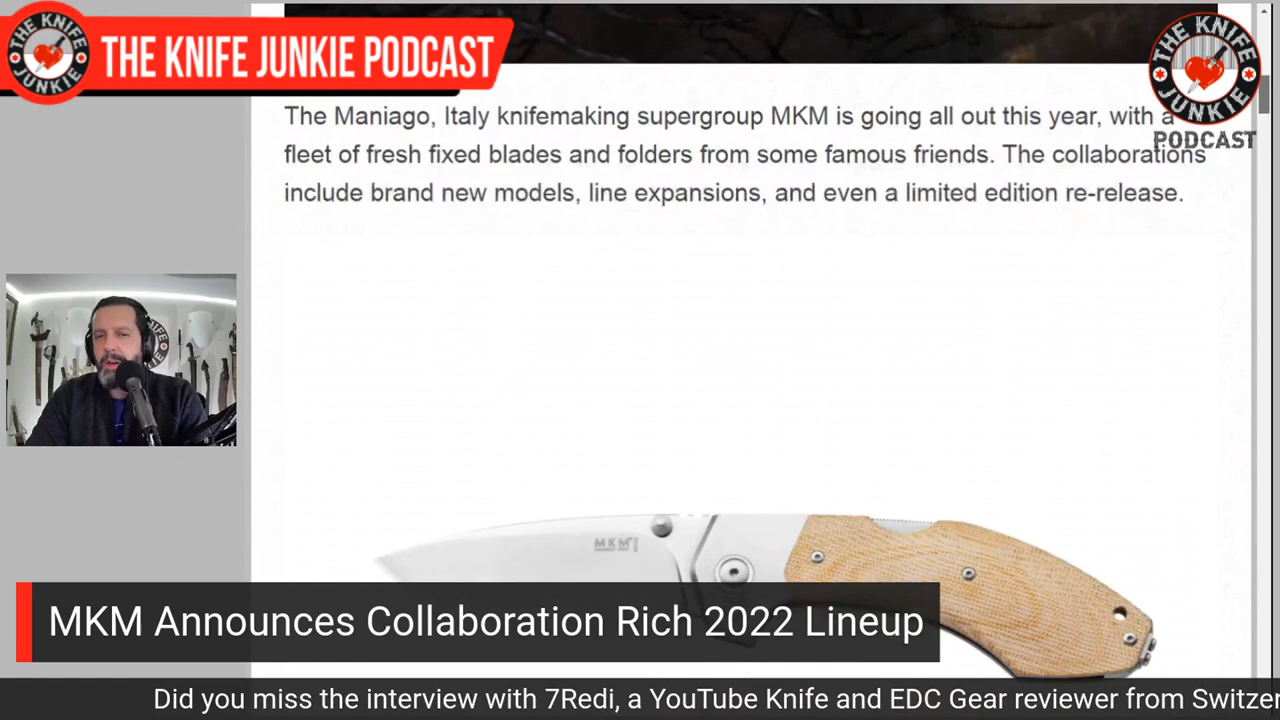 THE KNIFE JUNKIE
THE KNIFE JUNKIE PODCAST
THE KNIFE JUNKIE
PODCAST
The Maniago, Italy knifemaking supergroup MKM is going all out this year, with a
fleet of fresh fixed blades and folders from some famous friends. The collaborations
include brand new models, line expansions, and even a limited edition re-release.
MKM
MKM Announces Collaboration Rich 2022 Lineup
Did you miss the interview with 7Redi, a YouTube Knife and EDC Gear reviewer from Switzer